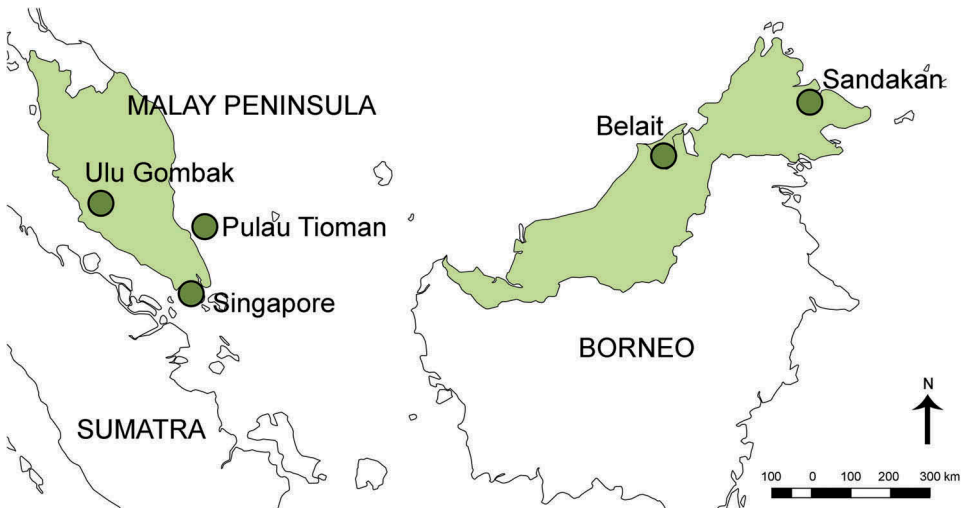 MALAY PENINSULA
Sandakan
Belait
Ulu Gombak
Pulau Tioman
Singapore
BORNEO
SUMATRA
N
100 0 100 200 300 km